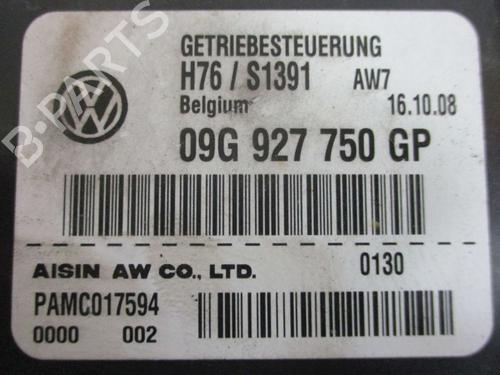 GETRIEBESTEUERUNG
H76 / S1391 AW7
Belgium 16.10.08
09G 927 750 GP
AISIN AW CO., LTD. 0130
PAMC017594
0000 002
B-PARTS